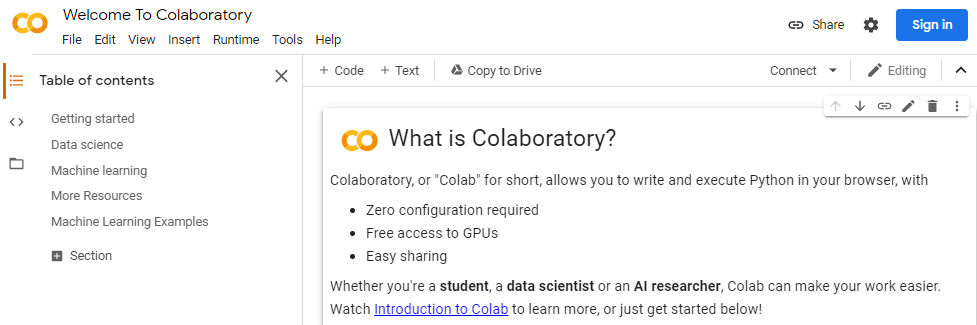 Welcome To Colaboratory
File Edit View Insert Runtime Tools Help
Share
Sign in
Table of contents
Getting started
Data science
Machine learning
More Resources
Machine Learning Examples
Section
+ Code + Text Copy to Drive
Connect Editing
What is Colaboratory?
Colaboratory, or "Colab" for short, allows you to write and execute Python in your browser, with
• Zero configuration required
• Free access to GPUs
• Easy sharing
Whether you're a student, a data scientist or an AI researcher, Colab can make your work easier.
Watch Introduction to Colab to learn more, or just get started below!